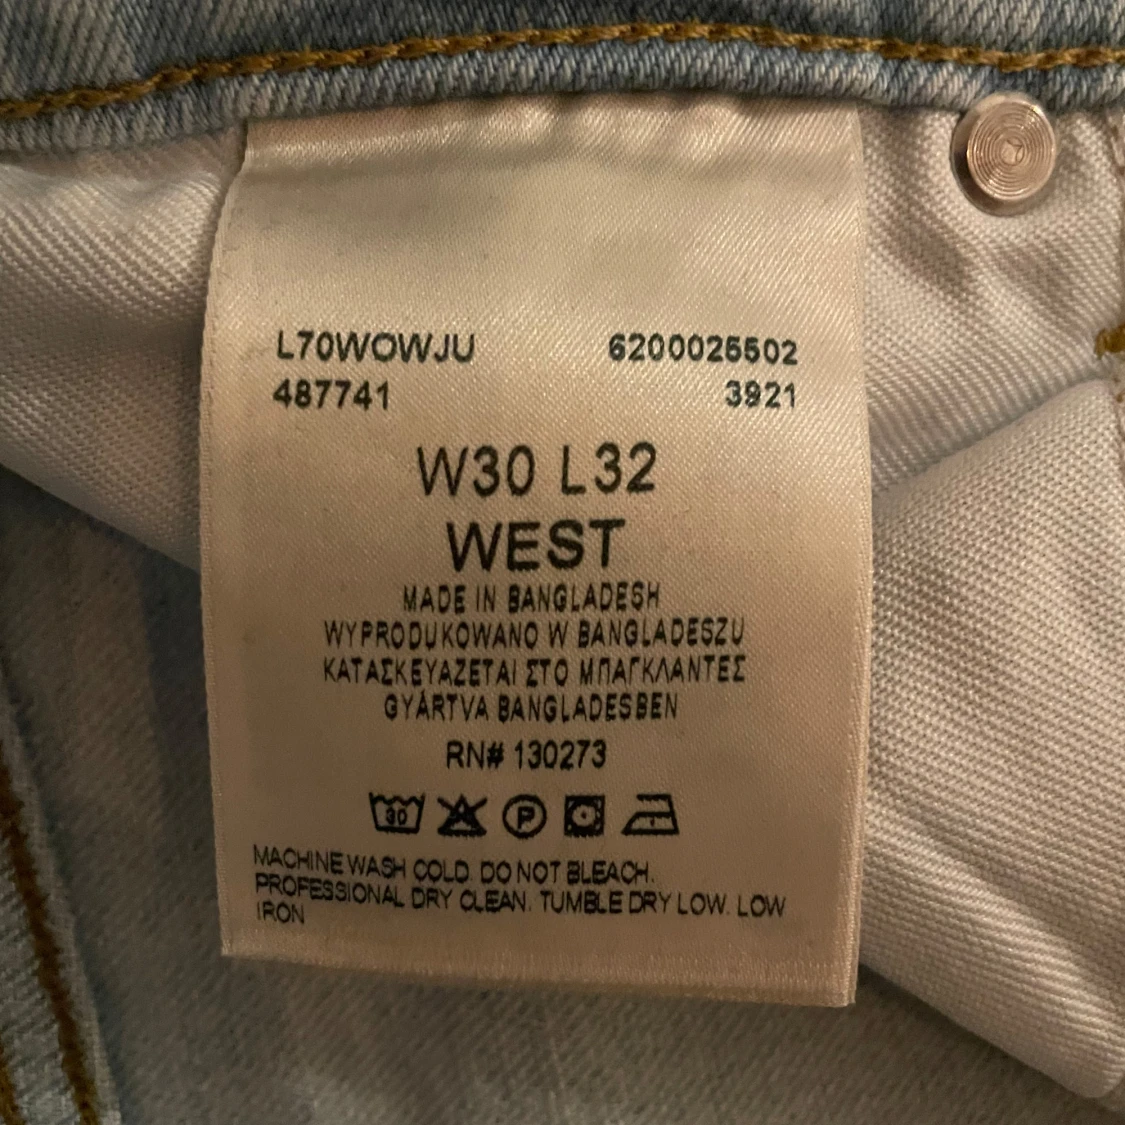 L70WOWJU 6200025502
487741 3921
W30 L32
WEST
MADE IN BANGLADESH
WYPRODUKOWANO W BANGLADESZU
ΚΑΤΑΣΚΕΥΑΖΕΤΑΙ ΣΤΟ ΜΠΑΓΚΛΑΝΤΕΣ
GYÁRTVA BANGLADESBEN
RN# 130273
30 P
MACHINE WASH COLD. DO NOT BLEACH.
PROFESSIONAL DRY CLEAN. TUMBLE DRY LOW. LOW
IRON